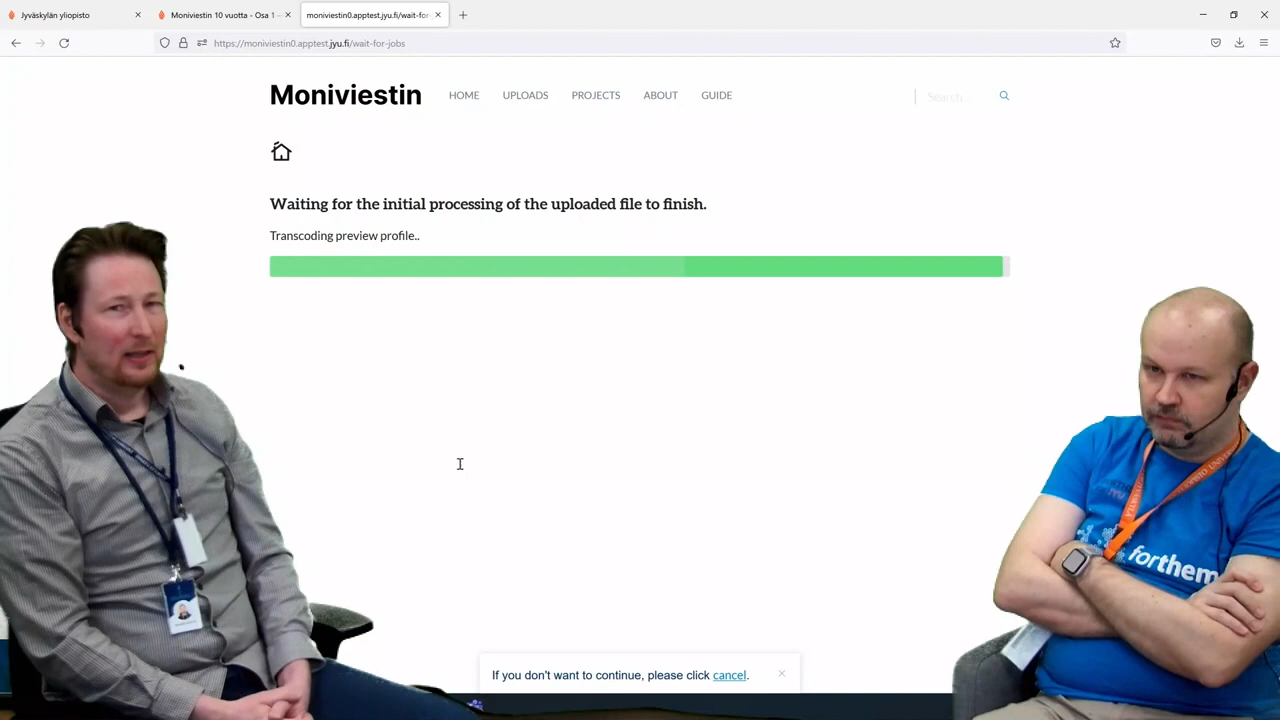 Jyväskylän yliopisto
Moniviestin 10 vuotta - Osa 1 —
moniviestin0.apptest.jyu.fi/wait-for-
https://moniviestin0.apptest.jyu.fi/wait-for-jobs
Moniviestin
HOME
UPLOADS
PROJECTS
ABOUT
GUIDE
Search...
Waiting for the initial processing of the uploaded file to finish.
Transcoding preview profile..
JYU
forthem
If you don't want to continue, please click cancel.